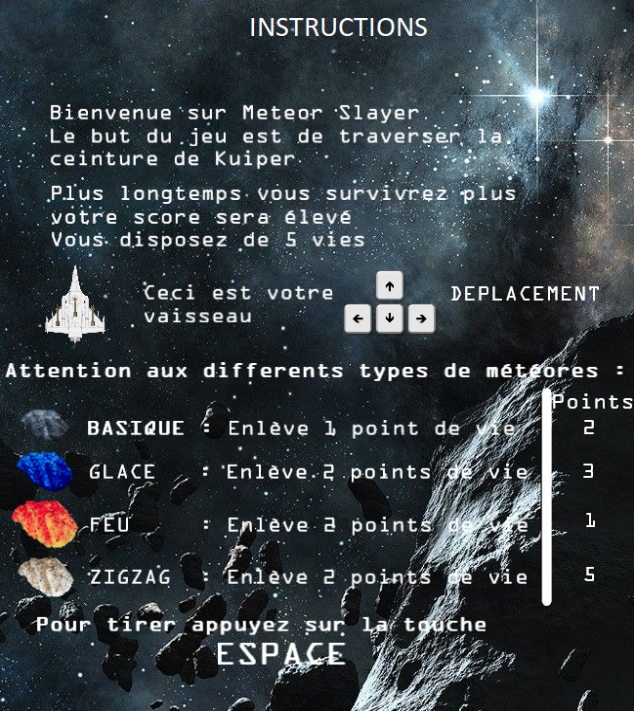 INSTRUCTIONS
Bienvenue sur Meteor Slayer
Le but du jeu est de traverser la
ceinture de Kuiper
Plus longtemps vous survivrez plus
votre score sera élevé
Vous disposez de 5 vies
Ceci est votre
vaisseau
DEPLACEMENT
Attention aux differents types de météores :
Points
BASIQUE : Enlève 1 point de vie 2
GLACE : Enlève 2 points de vie 3
FEU : Enlève 2 points de vie 1
ZIGZAG : Enlève 2 points de vie 5
Pour tirer appuyez sur la touche
ESPACE